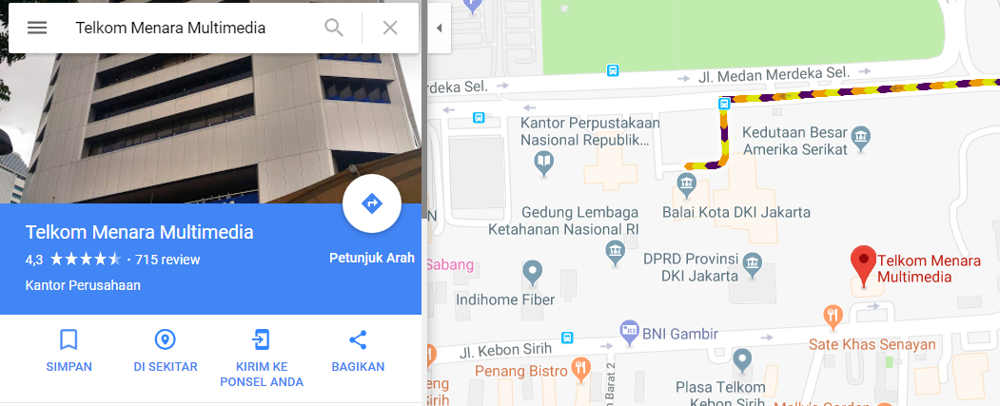 Telkom Menara Multimedia
Telkom Menara Multimedia
4,3
715 review
Kantor Perusahaan
Petunjuk Arah
SIMPAN
DI SEKITAR
KIRIM KE
PONSEL ANDA
BAGIKAN
rdeka Sel.
Jl. Medan Merdeka Sel.
Kantor Perpustakaan
Nasional Republik...
Kedutaan Besar
Amerika Serikat
Gedung Lembaga
Ketahanan Nasional RI
Balai Kota DKI Jakarta
N
Sabang
DPRD Provinsi
DKI Jakarta
Telkom Menara
Multimedia
Indihome Fiber
BNI Gambir
Sate Khas Senayan
Jl. Kebon Sirih
Penang Bistro
Barat 2
Plasa Telkom
Kebon Sirih
eng
Sirih